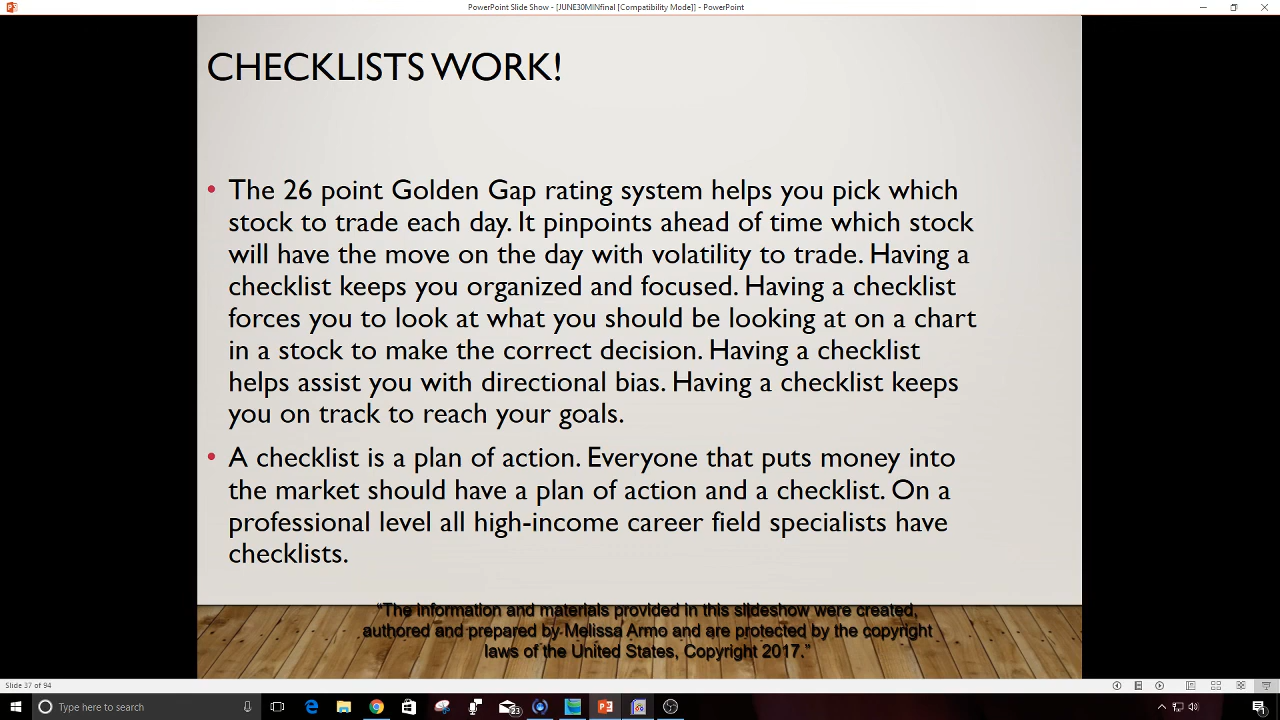 PowerPoint Slide Show - [JUNE30MINfinal [Compatibility Mode]] - PowerPoint
CHECKLISTS WORK!
• The 26 point Golden Gap rating system helps you pick which
stock to trade each day. It pinpoints ahead of time which stock
will have the move on the day with volatility to trade. Having a
checklist keeps you organized and focused. Having a checklist
forces you to look at what you should be looking at on a chart
in a stock to make the correct decision. Having a checklist
helps assist you with directional bias. Having a checklist keeps
you on track to reach your goals.
• A checklist is a plan of action. Everyone that puts money into
the market should have a plan of action and a checklist. On a
professional level all high-income career field specialists have
checklists.
"The information and materials provided in this slideshow were created,
authored and prepared by Melissa Armo and are protected by the copyright
laws of the United States, Copyright 2017."
Slide 37 of 94
Type here to search
23
1